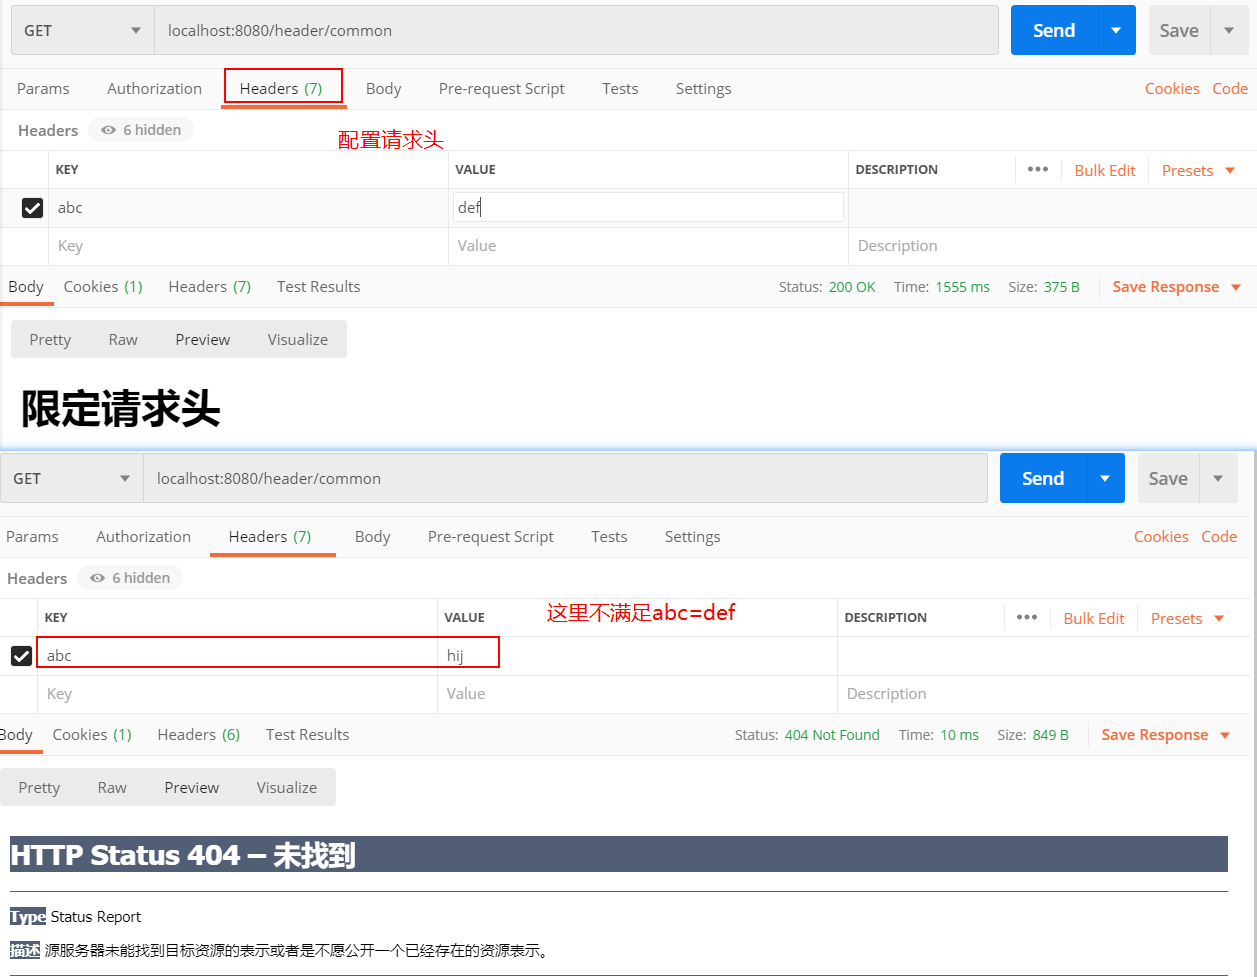 GET localhost:8080/header/common Send Save
Params Authorization Headers (7) Body Pre-request Script Tests Settings Cookies Code
Headers 6 hidden
配置请求头
KEY VALUE DESCRIPTION ••• Bulk Edit Presets
abc def
Key Value Description
Body Cookies (1) Headers (7) Test Results Status: 200 OK Time: 1555 ms Size: 375 B Save Response
Pretty Raw Preview Visualize
限定请求头
GET localhost:8080/header/common Send Save
Params Authorization Headers (7) Body Pre-request Script Tests Settings Cookies Code
Headers 6 hidden
这里不满足abc=def
KEY VALUE DESCRIPTION ••• Bulk Edit Presets
abc hij
Key Value Description
Body Cookies (1) Headers (6) Test Results Status: 404 Not Found Time: 10 ms Size: 849 B Save Response
Pretty Raw Preview Visualize
HTTP Status 404 – 未找到
Type Status Report
描述 源服务器未能找到目标资源的表示或者是不愿公开一个已经存在的资源表示。